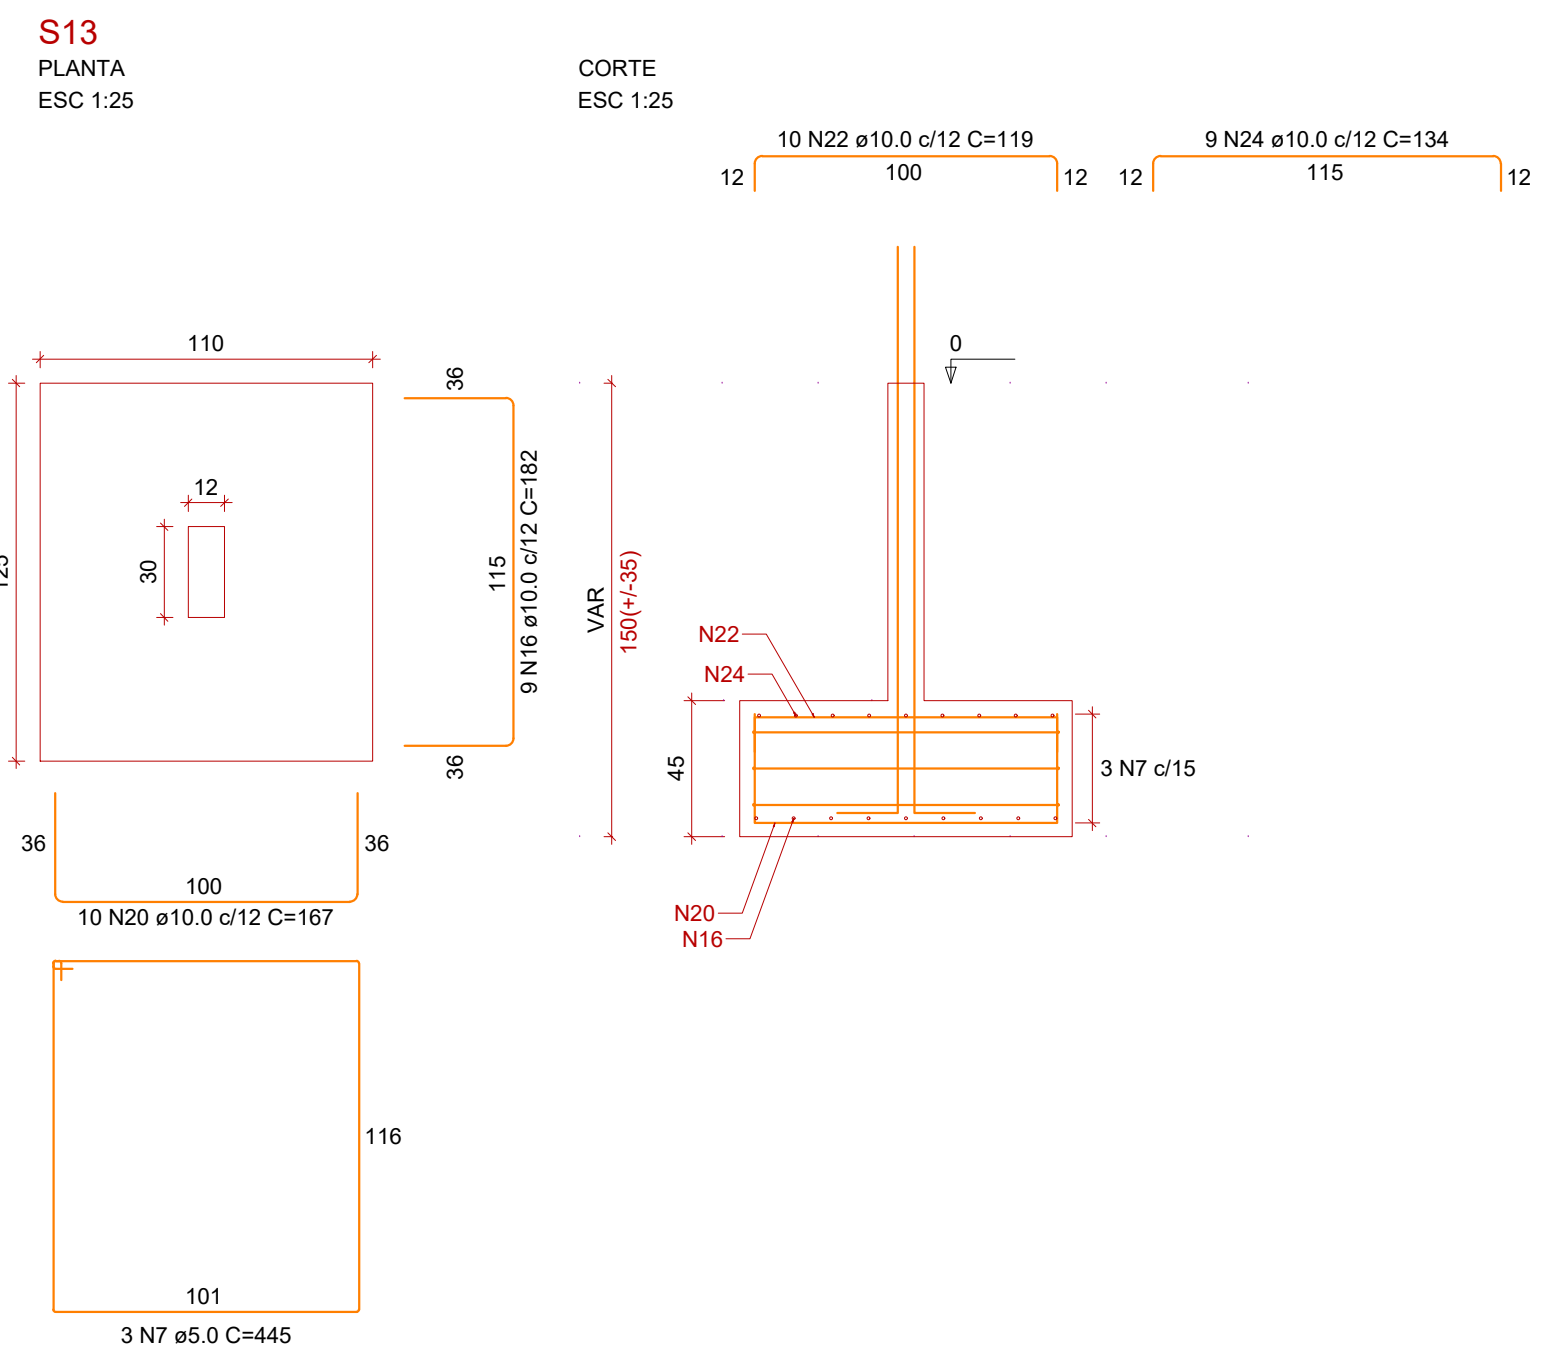 S13
PLANTA
ESC 1:25
CORTE
ESC 1:25
10 N22 ø10.0 c/12 C=119
12
100
12
9 N24 ø10.0 c/12 C=134
12
115
12
110
36
0
12
30
125
115
9 N16 ø10.0 c/12 C=182
VAR
150(+/-35)
N22
N24
36
45
3 N7 c/15
36
36
100
10 N20 ø10.0 c/12 C=167
N20
N16
116
101
3 N7 ø5.0 C=445